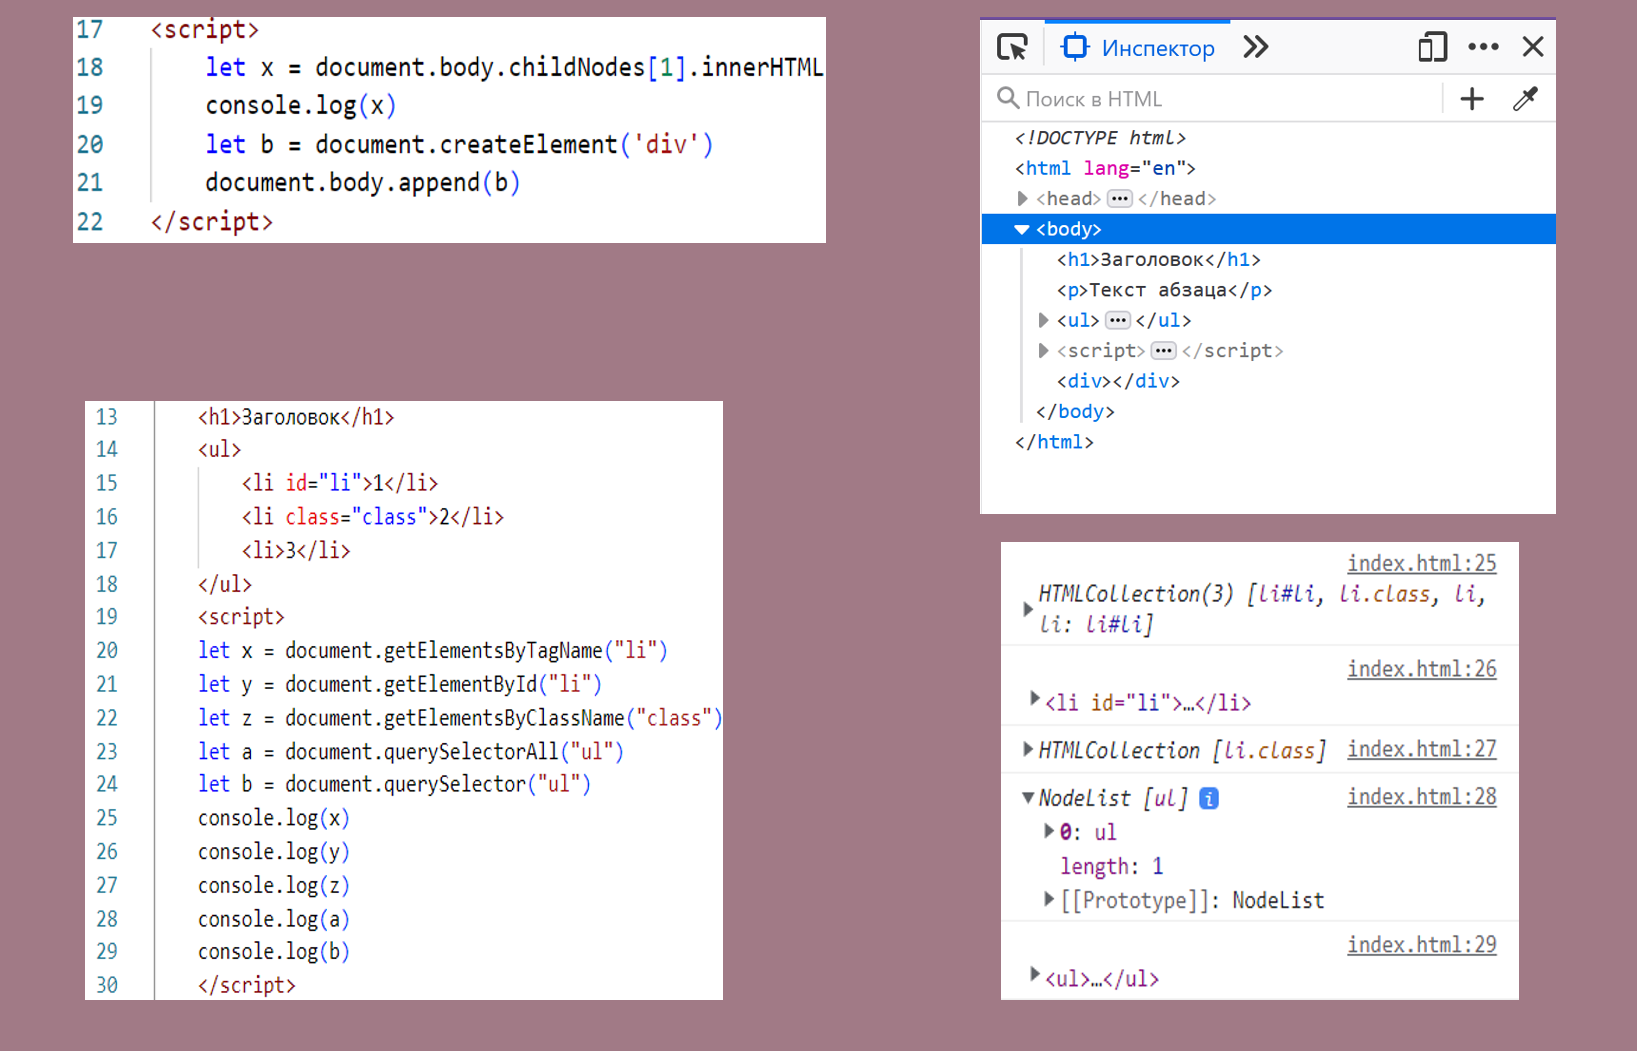 17 <script>
18 let x = document.body.childNodes[1].innerHTML
19 console.log(x)
20 let b = document.createElement('div')
21 document.body.append(b)
22 </script>
Инспектор
Поиск в HTML
<!DOCTYPE html>
<html lang="en">
<head> ••• </head>
<body>
<h1>Заголовок</h1>
<p>Текст абзаца</p>
<ul> ••• </ul>
<script> ••• </script>
<div></div>
</body>
</html>
13 <h1>Заголовок</h1>
14 <ul>
15 <li id="li">1</li>
16 <li class="class">2</li>
17 <li>3</li>
18 </ul>
19 <script>
20 let x = document.getElementsByTagName("li")
21 let y = document.getElementById("li")
22 let z = document.getElementsByClassName("class")
23 let a = document.querySelectorAll("ul")
24 let b = document.querySelector("ul")
25 console.log(x)
26 console.log(y)
27 console.log(z)
28 console.log(a)
29 console.log(b)
30 </script>
index.html:25
HTMLCollection(3) [li#li, li.class, li,
li: li#li]
index.html:26
<li id="li">…</li>
HTMLCollection [li.class] index.html:27
NodeList [ul] i index.html:28
0: ul
length: 1
[[Prototype]]: NodeList
index.html:29
<ul>…</ul>